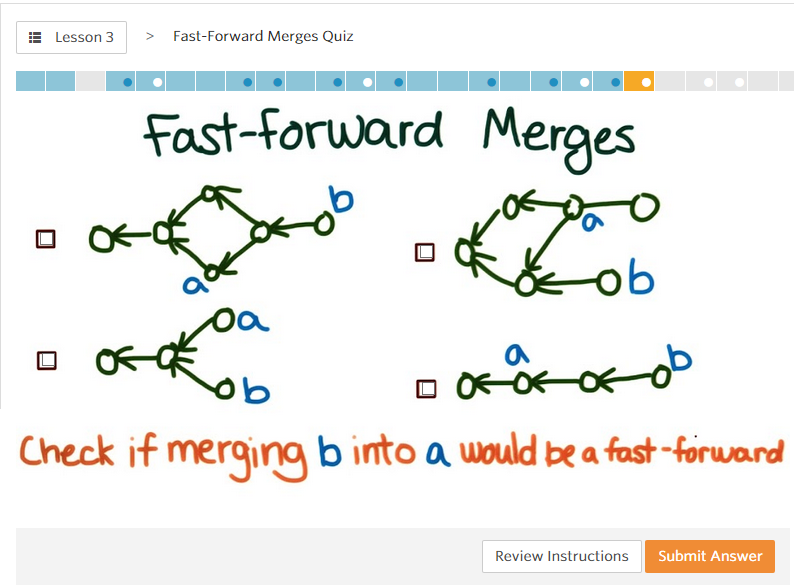 Lesson 3 > Fast-Forward Merges Quiz
Fast-forward Merges
b
a
a
b
a
b
a
b
Check if merging b into a would be a fast-forward
Review Instructions Submit Answer